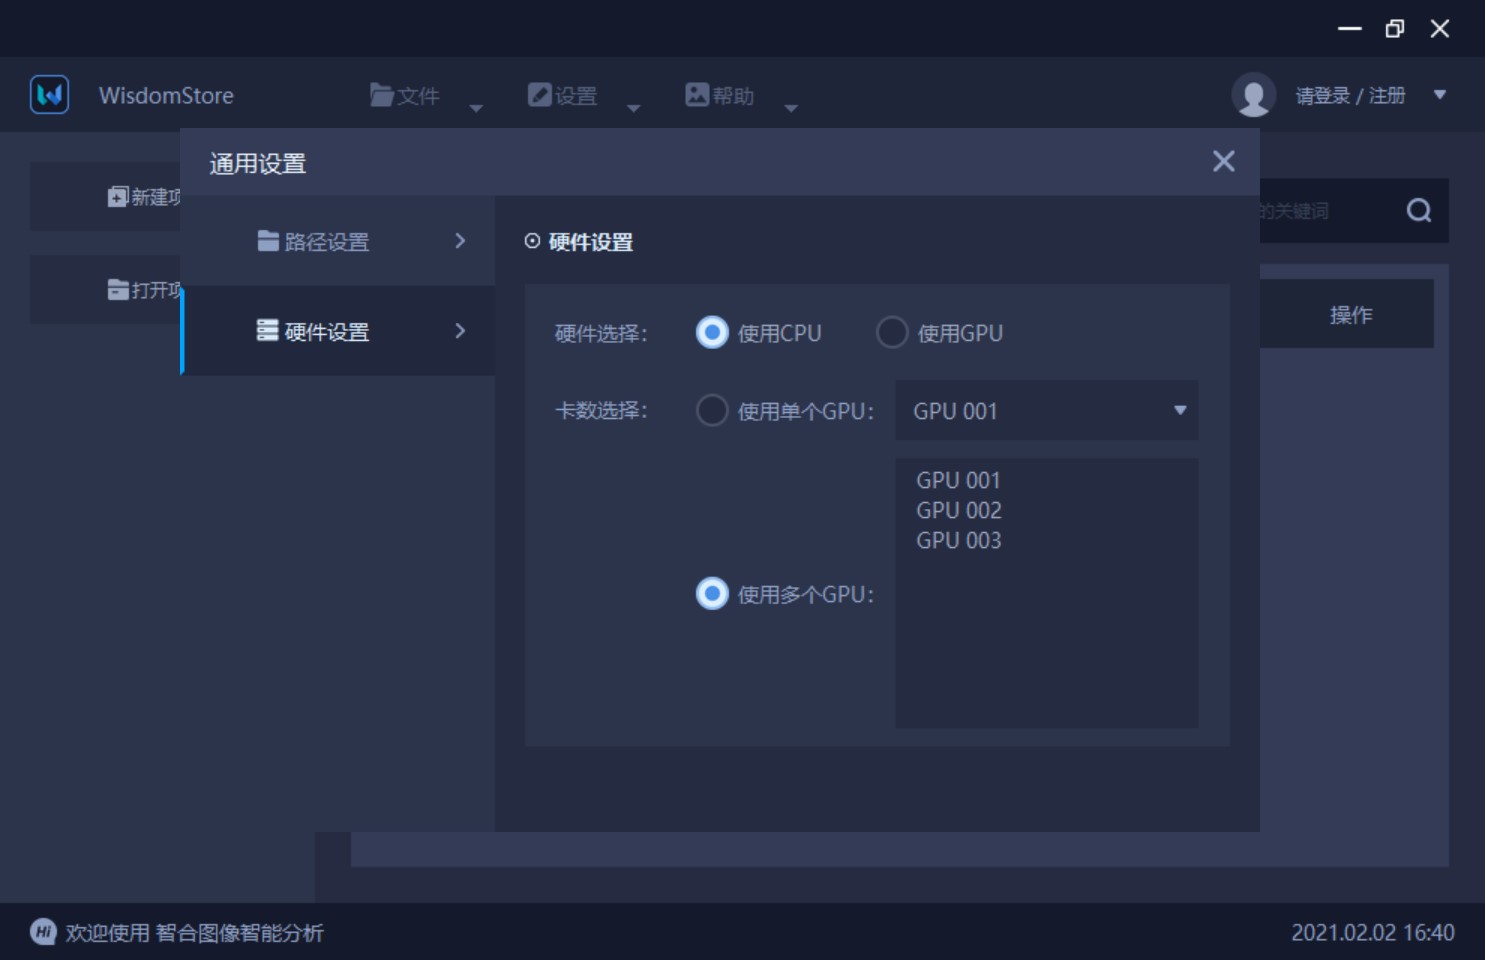 WisdomStore
文件
设置
帮助
请登录 / 注册
通用设置
新建项
打开项
路径设置
硬件设置
的关键词
操作
硬件设置
硬件选择：
使用CPU
使用GPU
卡数选择：
使用单个GPU：
GPU 001
GPU 001
GPU 002
GPU 003
使用多个GPU：
Hi
欢迎使用 智合图像智能分析
2021.02.02 16:40